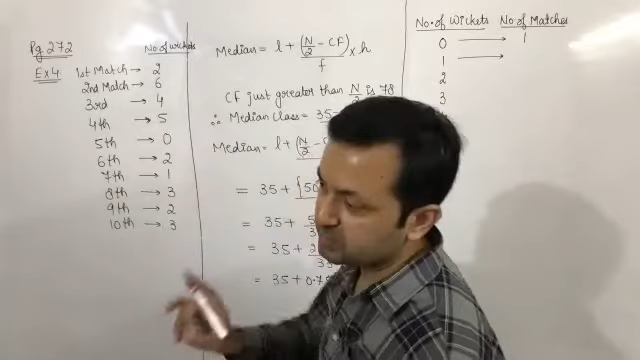 Pg 272
No. of wickets
Ex 4 1st Match → 2
2nd Match → 6
3rd → 4
4th → 5
5th → 0
6th → 2
7th → 1
8th → 3
9th → 2
10th → 3
Median = l + (N/2 - CF)/f × h
CF just greater than N/2 is 78
∴ Median Class = 35
Median = l + (N/2 - C
= 35 + {50
= 35 + 5
= 35 + 2
= 35 + 0.7
No. of Wickets No. of Matches
0 → 1
1 →
2
3